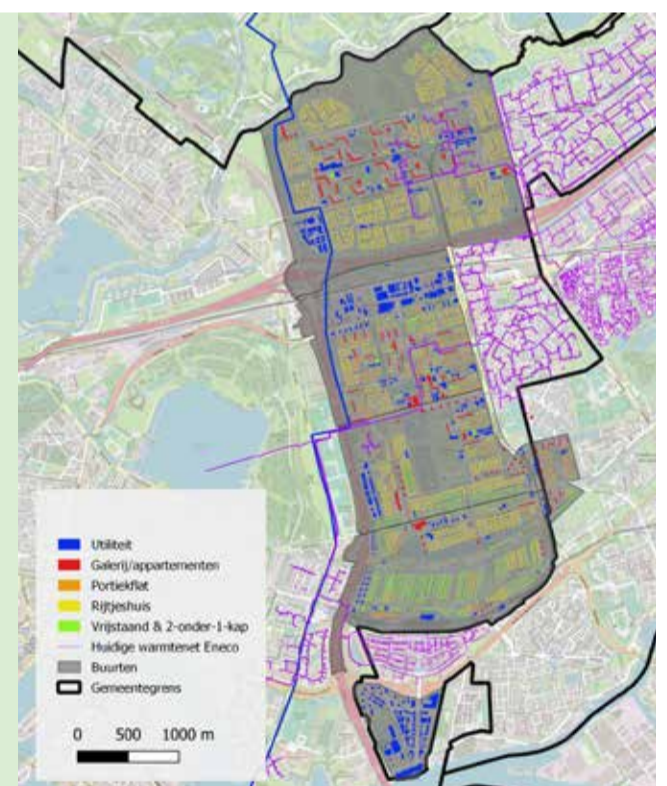 Utiliteit
Galerij/appartementen
Portiekflat
Rijtjeshuis
Vrijstaand & 2-onder-1-kap
Huidige warmtenet Eneco
Buurten
Gemeentegrens
0 500 1000 m